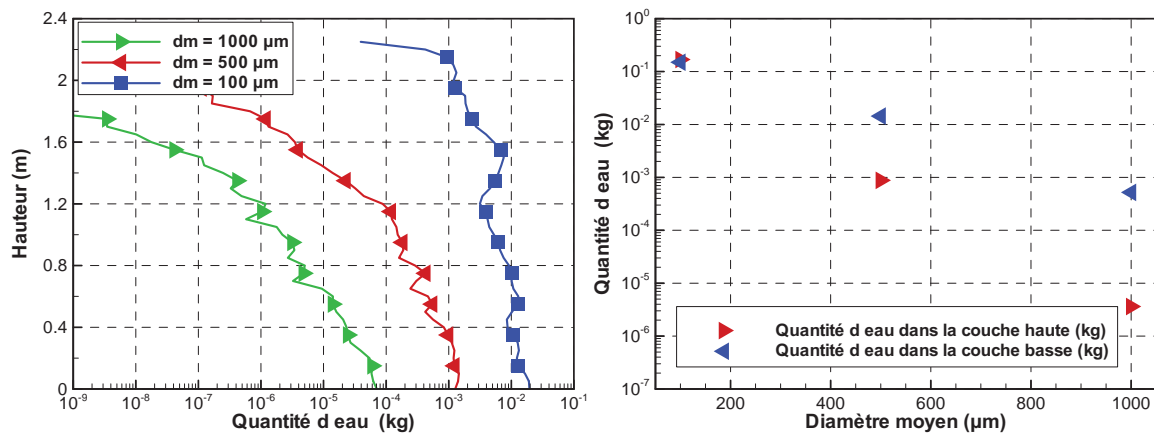 2.4
2
1.6
1.2
0.8
0.4
0
Hauteur (m)
dm = 1000 µm
dm = 500 µm
dm = 100 µm
10-9 10-8 10-7 10-6 10-5 10-4 10-3 10-2 10-1
Quantité d eau (kg)
100
10-1
10-2
10-3
10-4
10-5
10-6
10-7
Quantité d eau (kg)
Quantité d eau dans la couche haute (kg)
Quantité d eau dans la couche basse (kg)
200 400 600 800 1000
Diamètre moyen (µm)